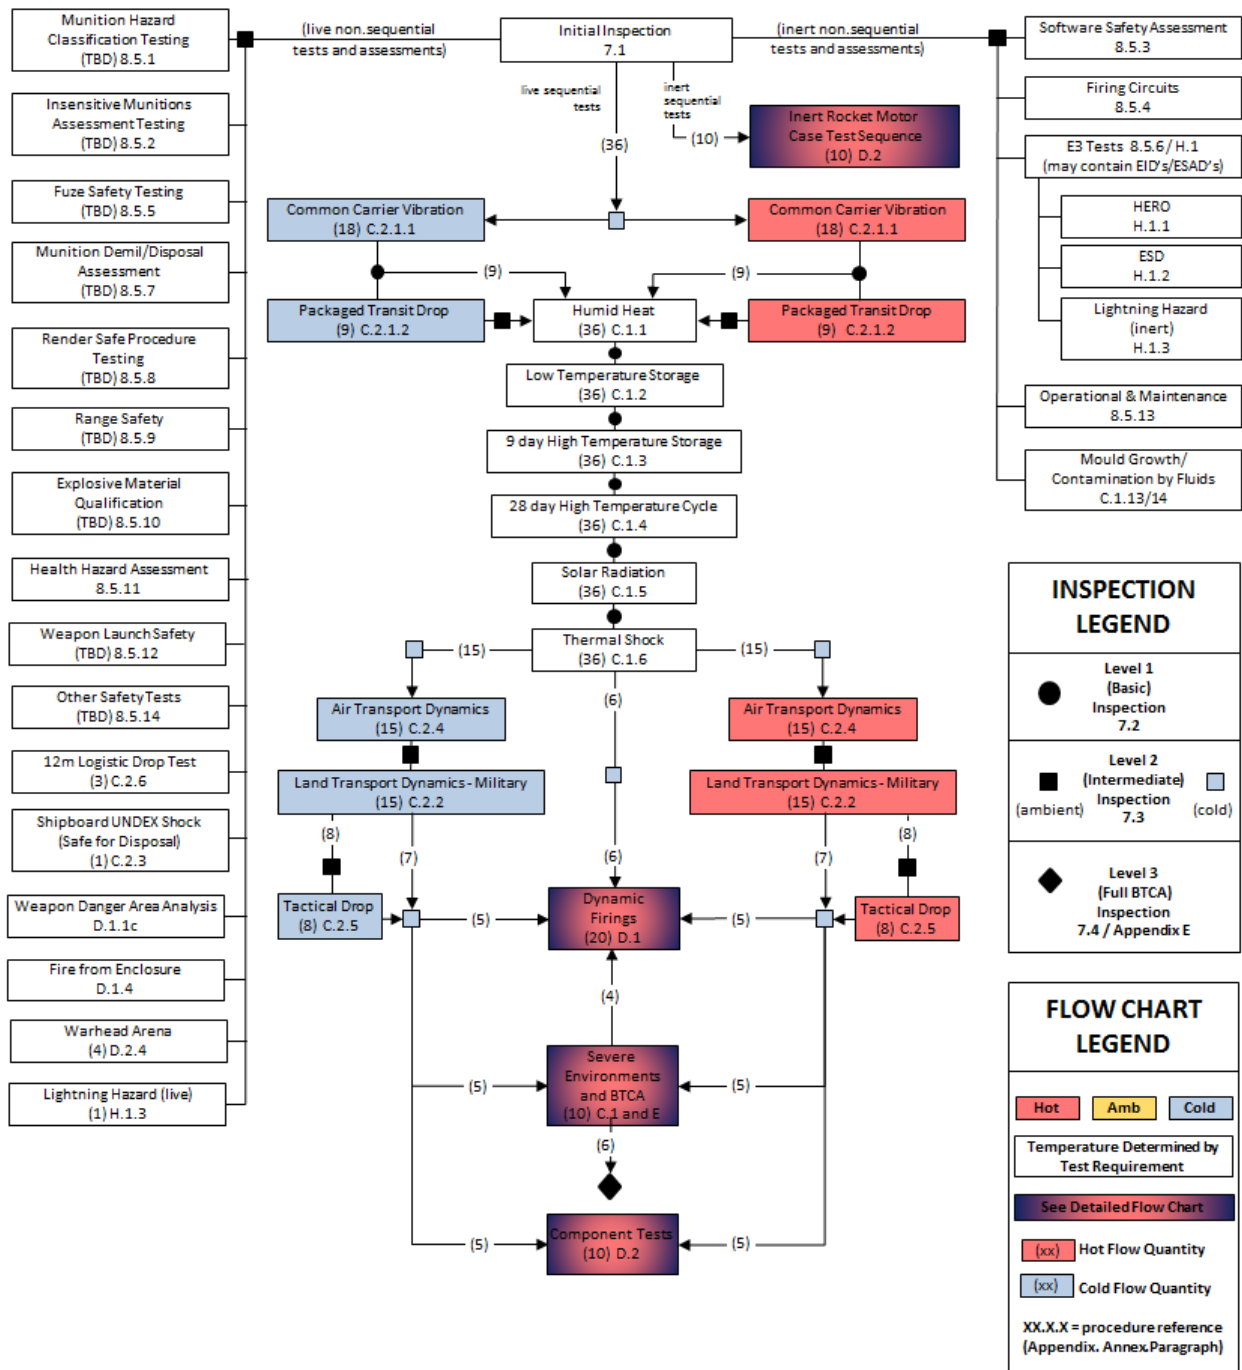 Munition Hazard
Classification Testing
(TBD) 8.5.1
Insensitive Munitions
Assessment Testing
(TBD) 8.5.2
Fuze Safety Testing
(TBD) 8.5.5
Munition Demil/Disposal
Assessment
(TBD) 8.5.7
Render Safe Procedure
Testing
(TBD) 8.5.8
Range Safety
(TBD) 8.5.9
Explosive Material
Qualification
(TBD) 8.5.10
Health Hazard Assessment
8.5.11
Weapon Launch Safety
(TBD) 8.5.12
Other Safety Tests
(TBD) 8.5.14
12m Logistic Drop Test
(3) C.2.6
Shipboard UNDEX Shock
(Safe for Disposal)
(1) C.2.3
Weapon Danger Area Analysis
D.1.1c
Fire from Enclosure
D.1.4
Warhead Arena
(4) D.2.4
Lightning Hazard (live)
(1) H.1.3
(live non.sequential
tests and assessments)
Initial Inspection
7.1
(inert non.sequential
tests and assessments)
live sequential
tests
inert
sequential
tests
(36)
(10)
Inert Rocket Motor
Case Test Sequence
(10) D.2
Common Carrier Vibration
(18) C.2.1.1
Common Carrier Vibration
(18) C.2.1.1
(9)
(9)
Packaged Transit Drop
(9) C.2.1.2
Humid Heat
(36) C.1.1
Packaged Transit Drop
(9) C.2.1.2
Low Temperature Storage
(36) C.1.2
9 day High Temperature Storage
(36) C.1.3
28 day High Temperature Cycle
(36) C.1.4
Solar Radiation
(36) C.1.5
Thermal Shock
(36) C.1.6
(15)
(15)
(6)
Air Transport Dynamics
(15) C.2.4
Air Transport Dynamics
(15) C.2.4
Land Transport Dynamics - Military
(15) C.2.2
Land Transport Dynamics - Military
(15) C.2.2
(8)
(7)
(6)
(7)
(8)
Tactical Drop
(8) C.2.5
(5)
Dynamic
Firings
(20) D.1
(5)
Tactical Drop
(8) C.2.5
(4)
(5)
Severe
Environments
and BTCA
(10) C.1 and E
(5)
(6)
(5)
Component Tests
(10) D.2
(5)
Software Safety Assessment
8.5.3
Firing Circuits
8.5.4
E3 Tests 8.5.6 / H.1
(may contain EID's/ESAD's)
HERO
H.1.1
ESD
H.1.2
Lightning Hazard
(inert)
H.1.3
Operational & Maintenance
8.5.13
Mould Growth/
Contamination by Fluids
C.1.13/14
INSPECTION
LEGEND
Level 1
(Basic)
Inspection
7.2
Level 2
(Intermediate)
Inspection
7.3
(ambient)
(cold)
Level 3
(Full BTCA)
Inspection
7.4 / Appendix E
FLOW CHART
LEGEND
Hot
Amb
Cold
Temperature Determined by
Test Requirement
See Detailed Flow Chart
(xx) Hot Flow Quantity
(xx) Cold Flow Quantity
XX.X.X = procedure reference
(Appendix. Annex.Paragraph)